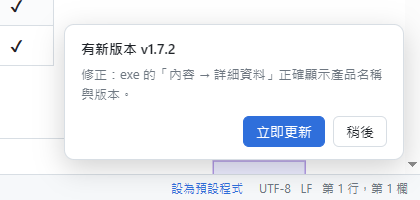 ✓
✓
有新版本 v1.7.2
修正：exe 的「內容 → 詳細資料」正確顯示產品名稱
與版本。
立即更新 稍後
設為預設程式 UTF-8 LF 第 1 行，第 1 欄